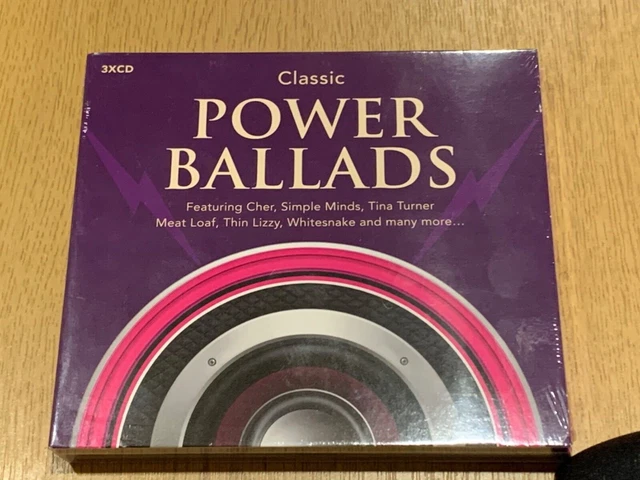 3XCD
Classic
POWER
BALLADS
Featuring Cher, Simple Minds, Tina Turner
Meat Loaf, Thin Lizzy, Whitesnake and many more...